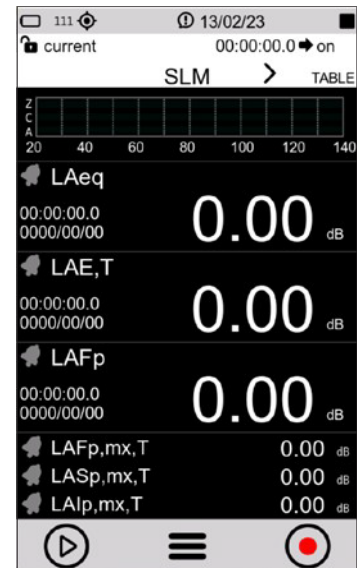 111 13/02/23
current 00:00:00.0 on
SLM > TABLE
Z
C
A
20 40 60 80 100 120 140
LAeq
00:00:00.0
0000/00/00
0.00 dB
LAE,T
00:00:00.0
0000/00/00
0.00 dB
LAFp
00:00:00.0
0000/00/00
0.00 dB
LAFp,mx,T 0.00 dB
LASp,mx,T 0.00 dB
LAIp,mx,T 0.00 dB